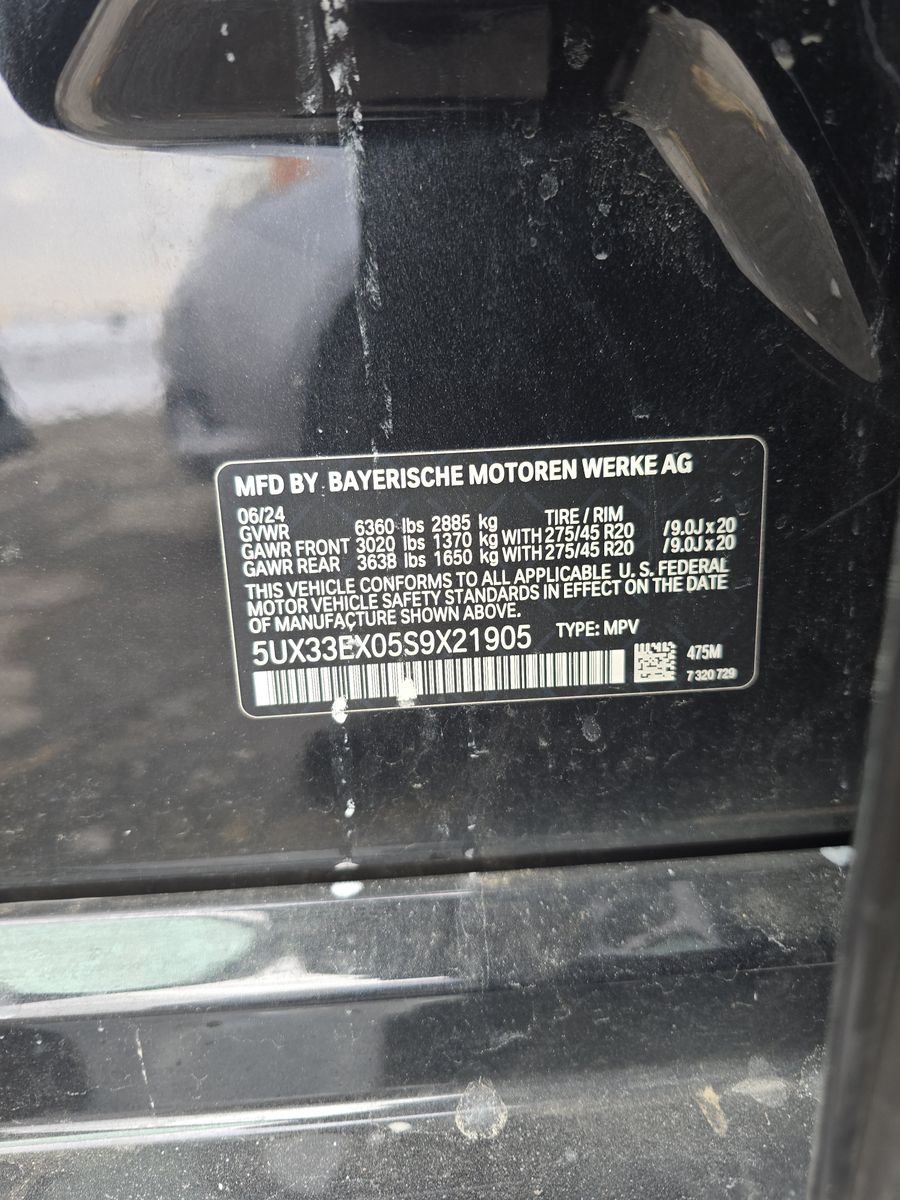 MFD BY BAYERISCHE MOTOREN WERKE AG
06/24 TIRE / RIM
GVWR 6360 lbs 2885 kg
GAWR FRONT 3020 lbs 1370 kg WITH 275/45 R20 /9.0J x 20
GAWR REAR 3638 lbs 1650 kg WITH 275/45 R20 /9.0J x 20
THIS VEHICLE CONFORMS TO ALL APPLICABLE U. S. FEDERAL
MOTOR VEHICLE SAFETY STANDARDS IN EFFECT ON THE DATE
OF MANUFACTURE SHOWN ABOVE.
5UX33EX05S9X21905 TYPE: MPV
475M
7 320 729